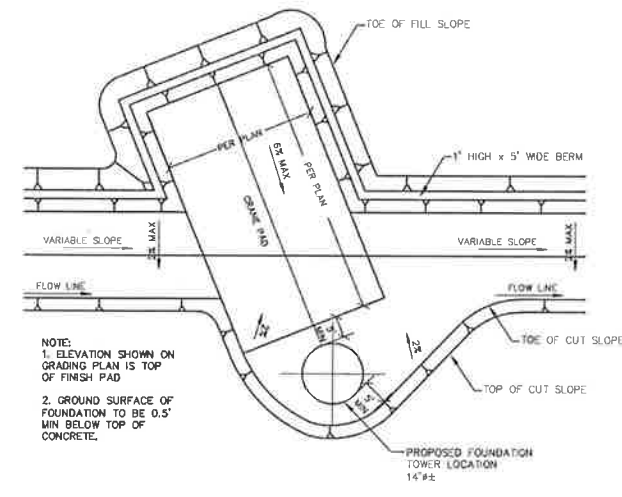 TOE OF FILL SLOPE
1' HIGH x 5' WIDE BERM
PER PLAN
6% MAX
PER PLAN
CRANE PAD
VARIABLE SLOPE
2% MAX
VARIABLE SLOPE
2% MAX
FLOW LINE
FLOW LINE
NOTE:
1. ELEVATION SHOWN ON
GRADING PLAN IS TOP
OF FINISH PAD
2. GROUND SURFACE OF
FOUNDATION TO BE 0.5'
MIN BELOW TOP OF
CONCRETE.
2%
5'
MIN
2%
TOE OF CUT SLOPE
TOP OF CUT SLOPE
5'
MIN
PROPOSED FOUNDATION
TOWER LOCATION